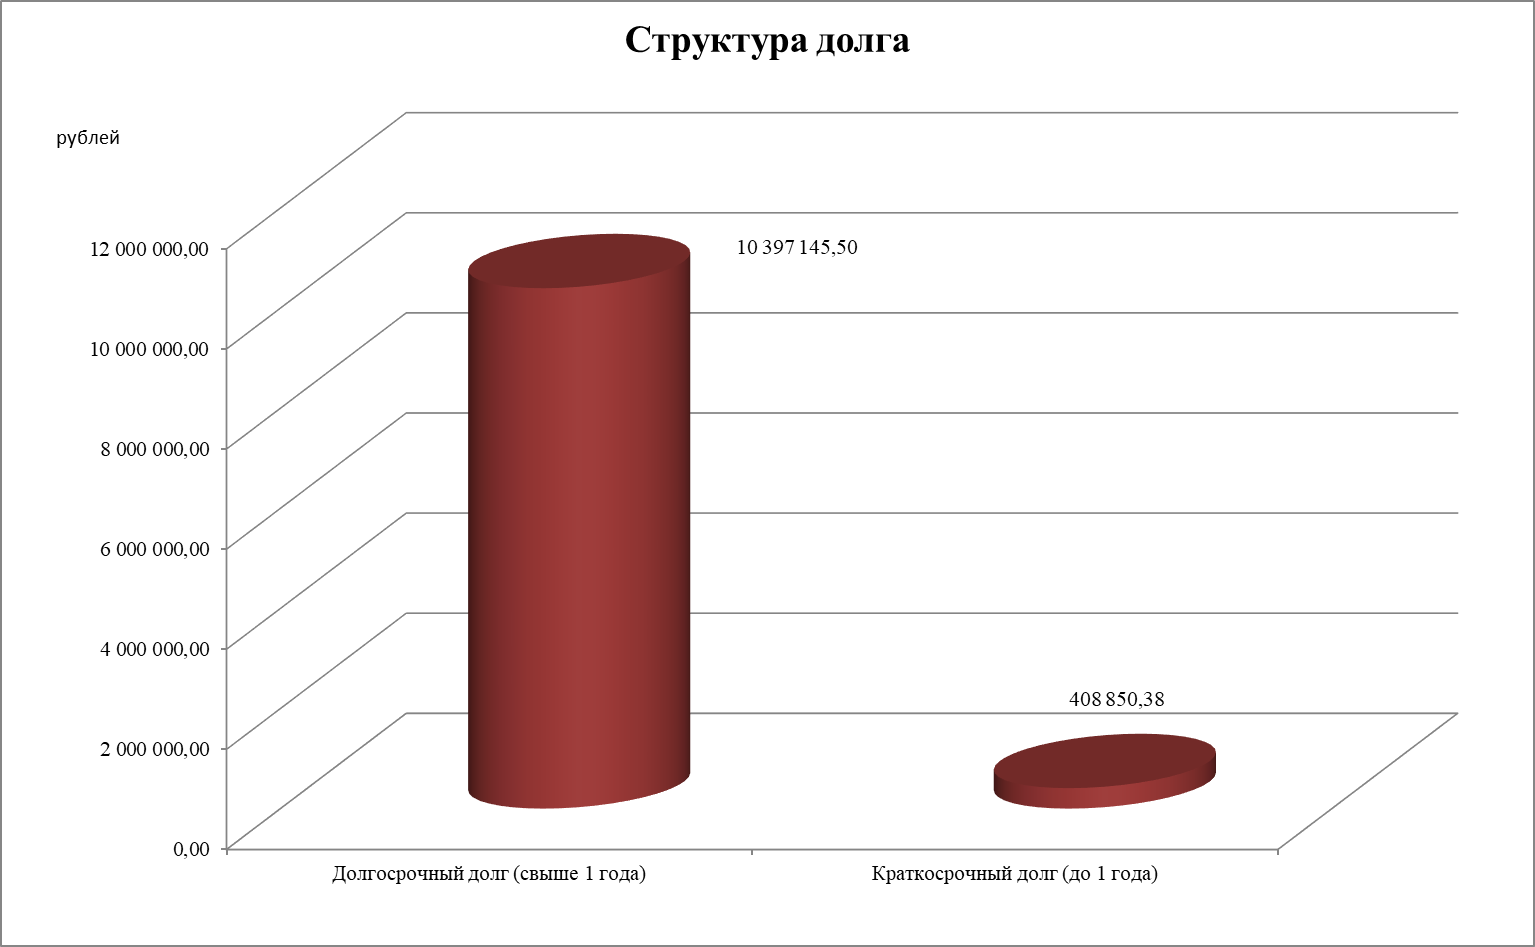 Структура долга
рублей
12 000 000,00
10 000 000,00
8 000 000,00
6 000 000,00
4 000 000,00
2 000 000,00
0,00
10 397 145,50
408 850,38
Долгосрочный долг (свыше 1 года)
Краткосрочный долг (до 1 года)